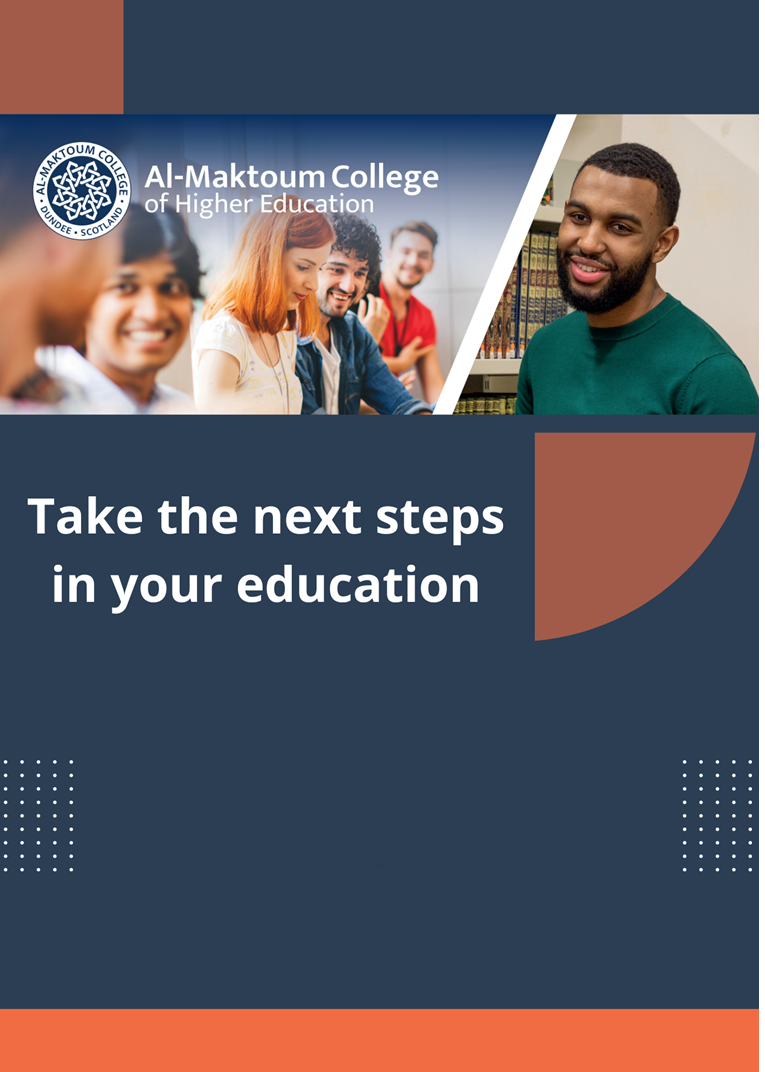 AL-MAKTOUM COLLEGE
DUNDEE • SCOTLAND
Al-Maktoum College
of Higher Education
Take the next steps
in your education